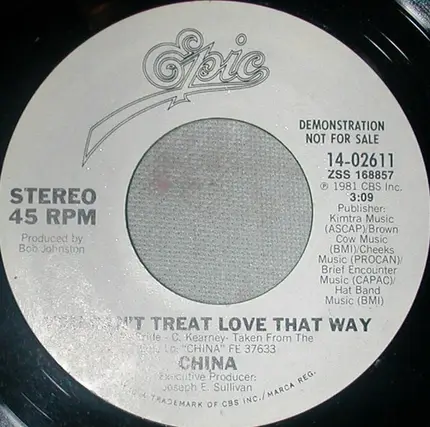 Epic
DEMONSTRATION
NOT FOR SALE
14-02611
ZSS 168857
℗ 1981 CBS Inc.
3:09
Publisher:
Kimtra Music
(ASCAP)/Brown
Cow Music
(BMI)/Cheeks
Music (PROCAN)/
Brief Encounter
Music (CAPAC)/
Hat Band
Music (BMI)
STEREO
45 RPM
Produced by
Bob Johnston
TREAT LOVE THAT WAY
- C. Kearney- Taken From The
"CHINA" FE 37633
CHINA
Executive Producer:
Joseph E. Sullivan
TRADEMARK OF CBS INC./MARCA REG.